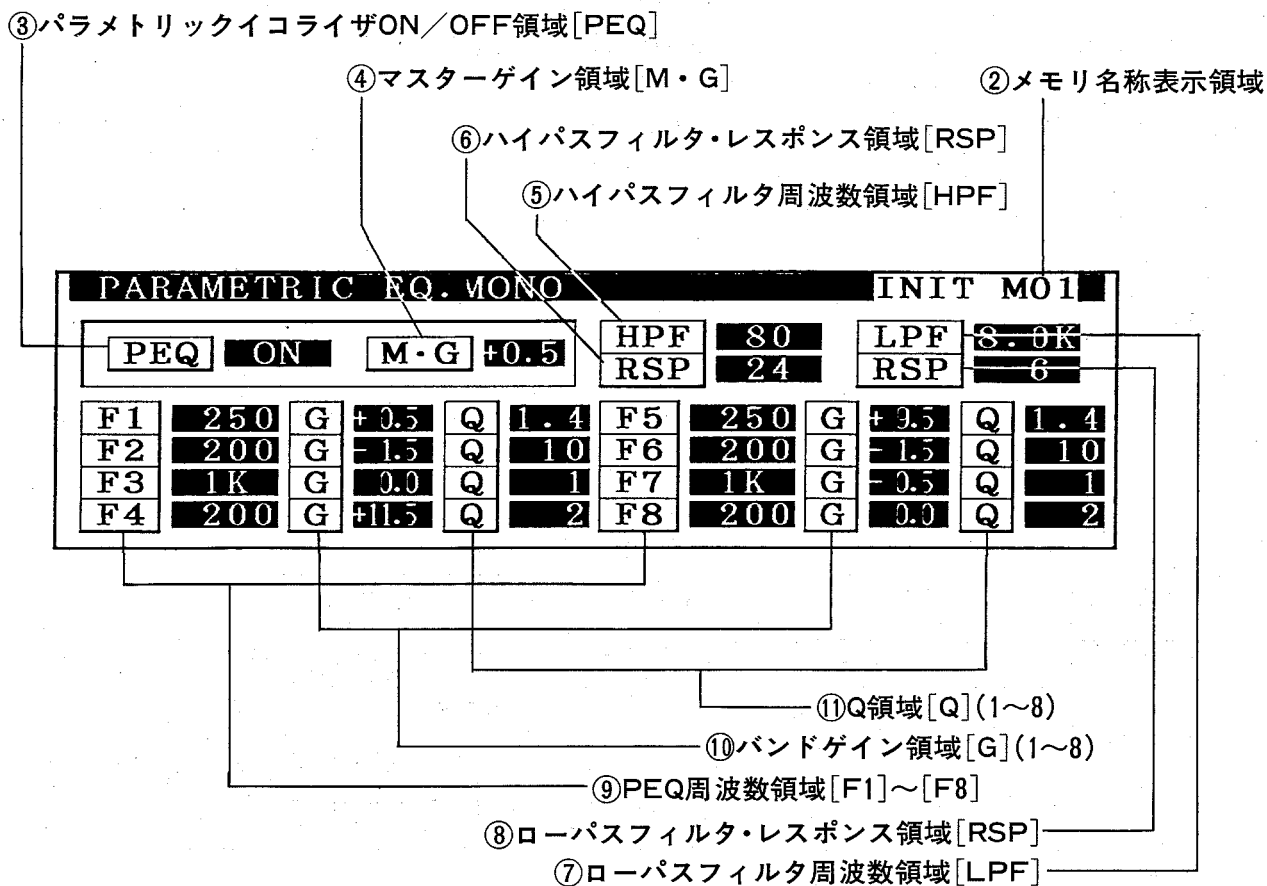 ③パラメトリックイコライザON／OFF領域[PEQ]
④マスターゲイン領域[M・G]
②メモリ名称表示領域
⑥ハイパスフィルタ・レスポンス領域[RSP]
⑤ハイパスフィルタ周波数領域[HPF]
PARAMETRIC EQ. MONO INIT M01
PEQ ON M・G +0.5 HPF 80 LPF 8.0K
RSP 24 RSP 6
F1 250 G +0.5 Q 1.4 F5 250 G Q 1.4
F2 200 G -1.5 Q 10 F6 200 G -1.5 Q 10
F3 1K G 0.0 Q 1 F7 1K G -0.5 Q 1
F4 200 G +11.5 Q 2 F8 200 G 0.0 Q 2
⑪Q領域[Q](1〜8)
⑩バンドゲイン領域[G](1〜8)
⑨PEQ周波数領域[F1]〜[F8]
⑧ローパスフィルタ・レスポンス領域[RSP]
⑦ローパスフィルタ周波数領域[LPF]